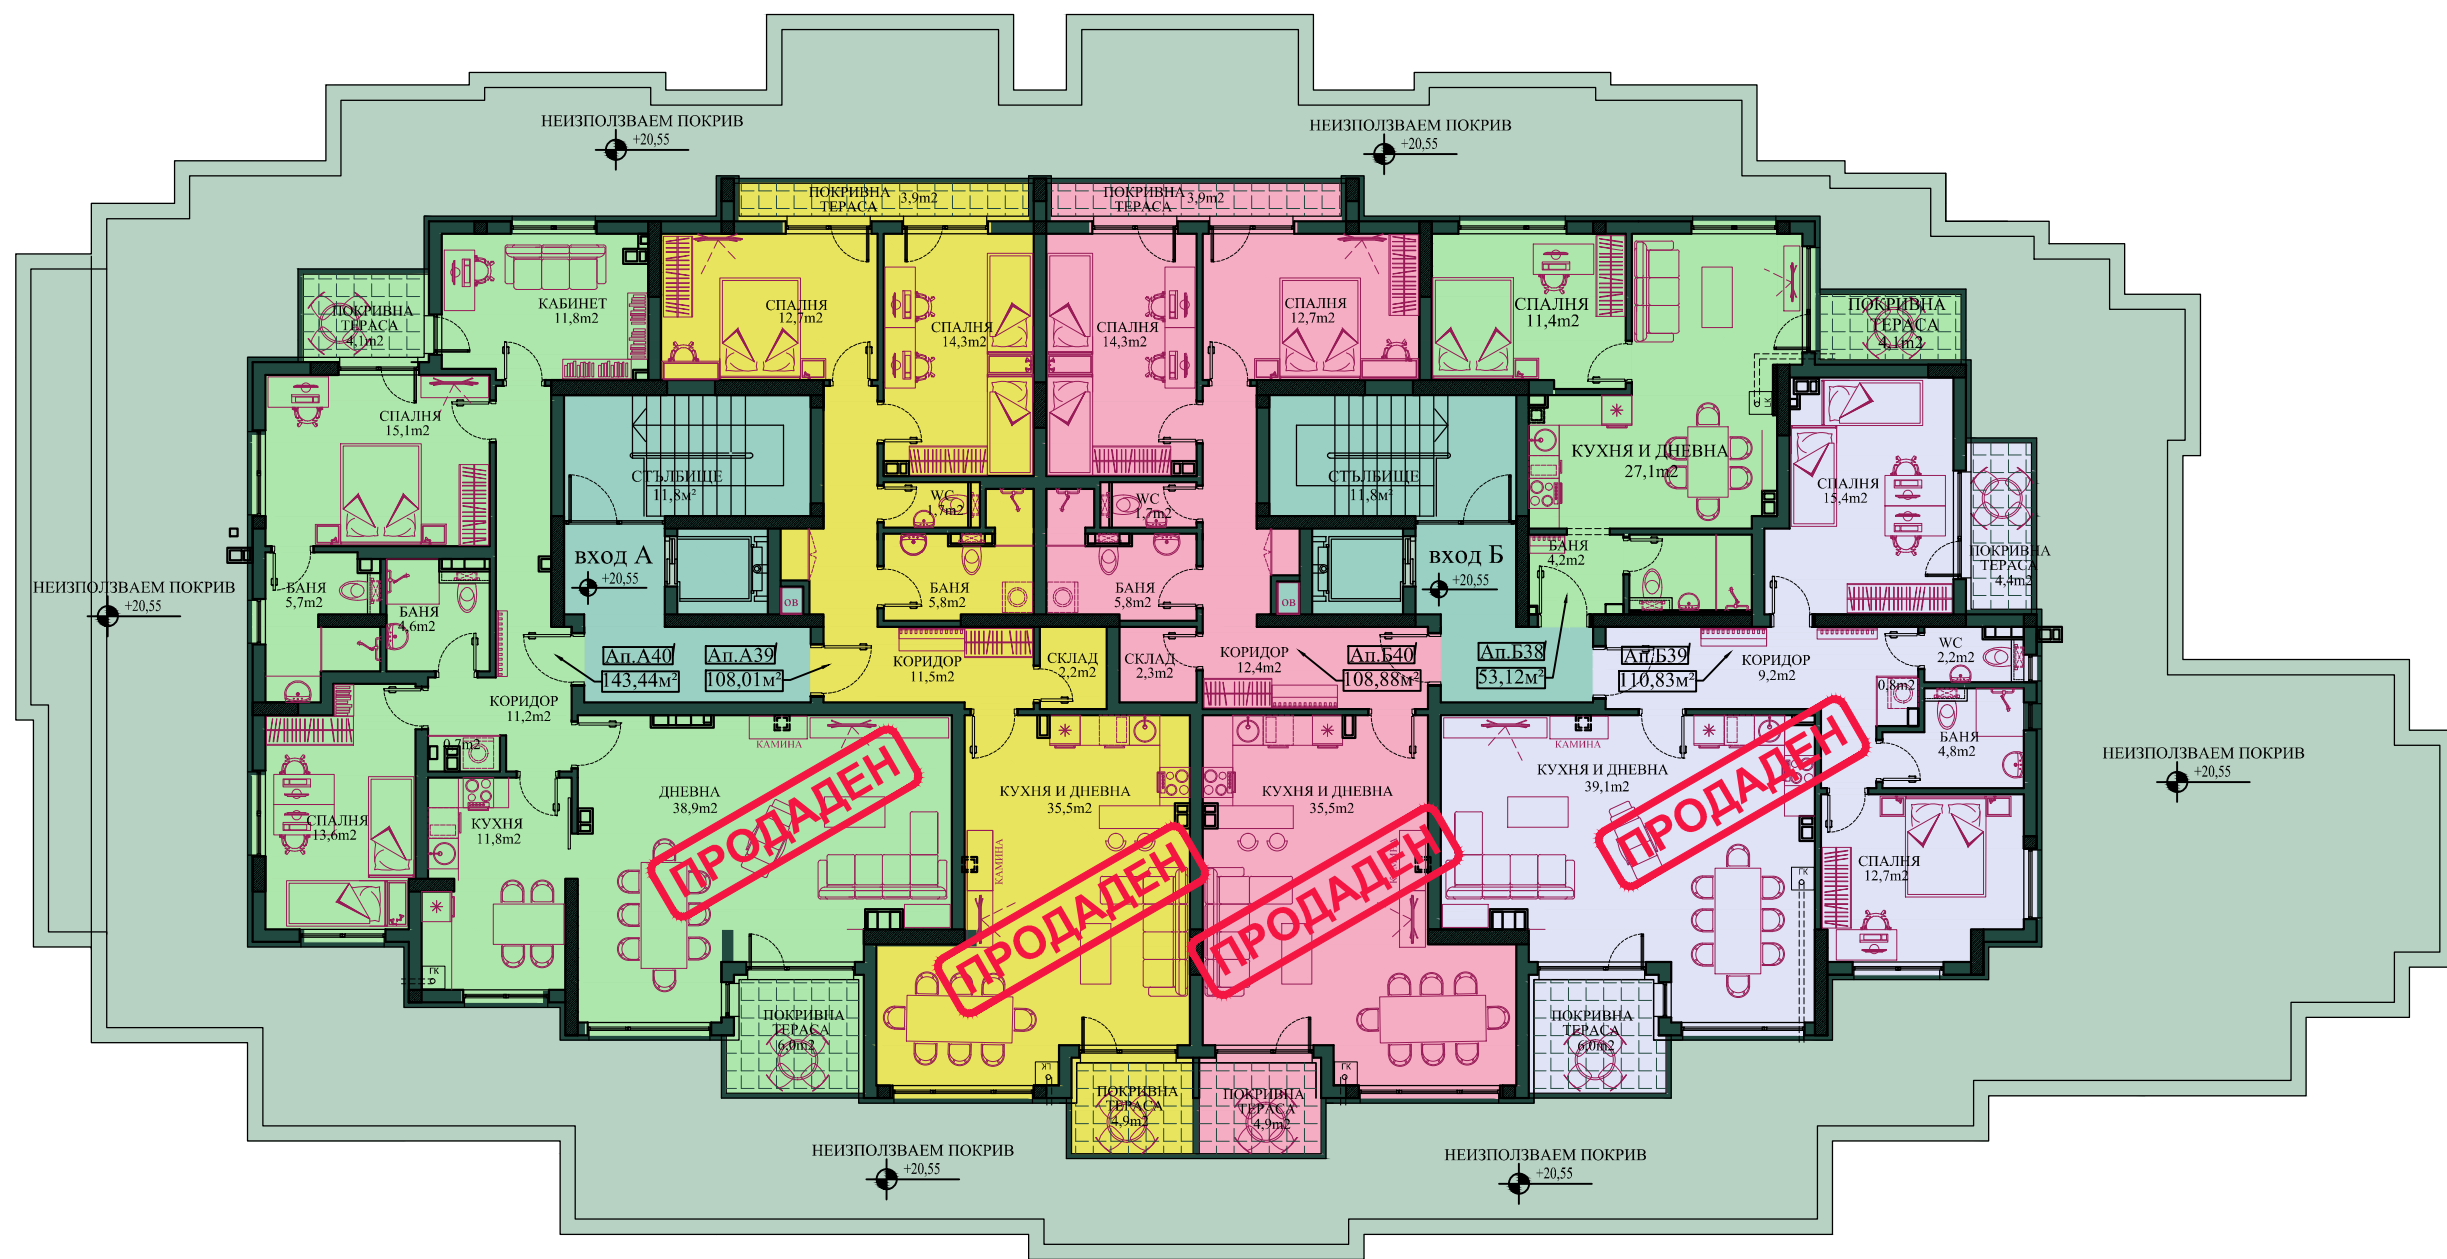 НЕИЗПОЛЗВАЕМ ПОКРИВ
+20,55
НЕИЗПОЛЗВАЕМ ПОКРИВ
+20,55
ПОКРИВНА
ТЕРАСА
3,9m2
ПОКРИВНА
ТЕРАСА
3,9m2
КАБИНЕТ
11,8m2
ПОКРИВНА
ТЕРАСА
4,1m2
СПАЛНЯ
12,7m2
СПАЛНЯ
14,3m2
СПАЛНЯ
14,3m2
СПАЛНЯ
12,7m2
СПАЛНЯ
11,4m2
ПОКРИВНА
ТЕРАСА
4,1m2
СПАЛНЯ
15,1m2
СТЪЛБИЩЕ
11,8м²
СТЪЛБИЩЕ
11,8м²
КУХНЯ И ДНЕВНА
27,1m2
LK
СПАЛНЯ
15,4m2
WC
1,7m2
WC
1,7m2
НЕИЗПОЛЗВАЕМ ПОКРИВ
+20,55
БАНЯ
5,7m2
БАНЯ
4,6m2
вход А
+20,55
ОВ
БАНЯ
5,8m2
БАНЯ
5,8m2
ОВ
вход Б
+20,55
БАНЯ
4,2m2
ПОКРИВНА
ТЕРАСА
4,4m2
Ап.А40
143,44м²
Ап.А39
108,01м²
КОРИДОР
11,5m2
СКЛАД
2,2m2
СКЛАД
2,3m2
КОРИДОР
12,4m2
Ап.Б40
108,88м²
Ап.Б38
53,12м²
Ап.Б39
110,83м²
КОРИДОР
9,2m2
WC
2,2m2
0,8m2
КОРИДОР
11,2m2
0,7m2
КАМИНА
КАМИНА
БАНЯ
4,8m2
НЕИЗПОЛЗВАЕМ ПОКРИВ
+20,55
СПАЛНЯ
13,6m2
КУХНЯ
11,8m2
ДНЕВНА
38,9m2
ПРОДАДЕН
КУХНЯ И ДНЕВНА
35,5m2
КАМИНА
ПРОДАДЕН
КУХНЯ И ДНЕВНА
35,5m2
КАМИНА
ПРОДАДЕН
КУХНЯ И ДНЕВНА
39,1m2
ПРОДАДЕН
СПАЛНЯ
12,7m2
ГК
ГК
ПОКРИВНА
ТЕРАСА
6,0m2
ПОКРИВНА
ТЕРАСА
6,0m2
ГК
ГК
ПОКРИВНА
ТЕРАСА
4,9m2
ПОКРИВНА
ТЕРАСА
4,9m2
НЕИЗПОЛЗВАЕМ ПОКРИВ
+20,55
НЕИЗПОЛЗВАЕМ ПОКРИВ
+20,55